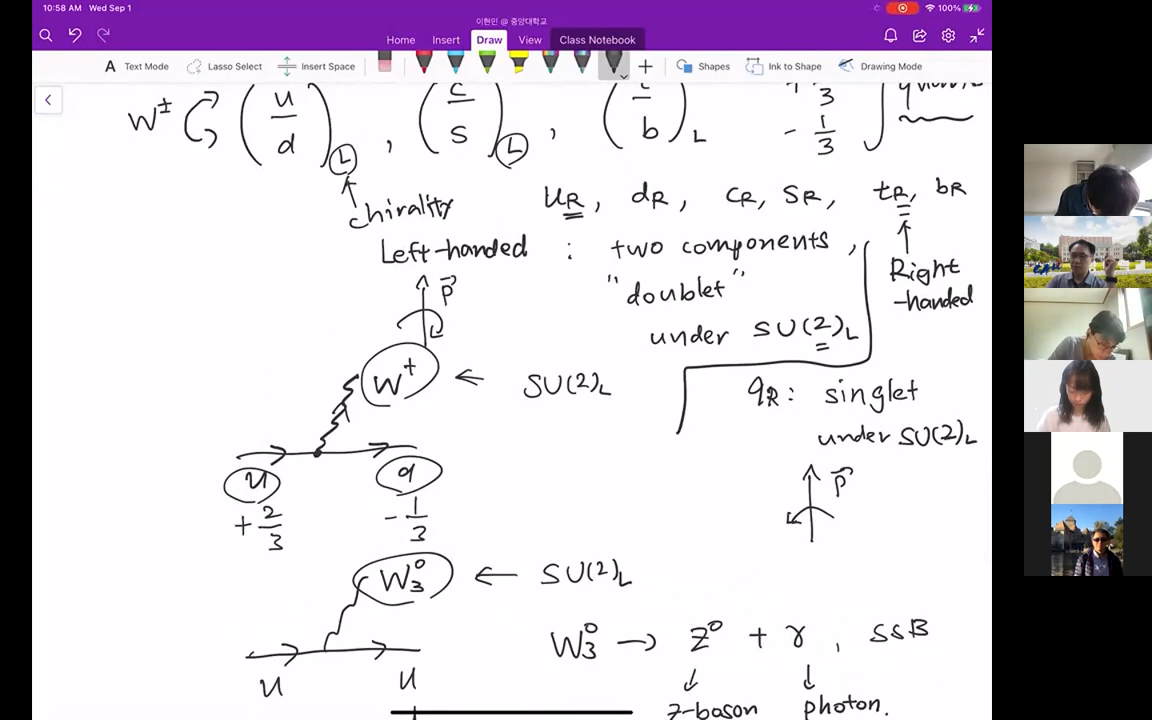 10:58 AM Wed Sep 1
100%
이현민 @ 중앙대학교
Home Insert Draw View Class Notebook
Text Mode Lasso Select Insert Space Shapes Ink to Shape Drawing Mode
W± (u d)L , (c s)L , (t b)L
+ 2/3
- 1/3
chirality
uR, dR, cR, sR, tR, bR
Left-handed : two components,
"doublet"
under SU(2)L
Right
-handed
p⃗
W+ ← SU(2)L
qR: singlet
under SU(2)L
p⃗
u d
+2/3 -1/3
W3⁰ ← SU(2)L
W3⁰ → Z⁰ + γ , SSB
u u
Z-boson photon.